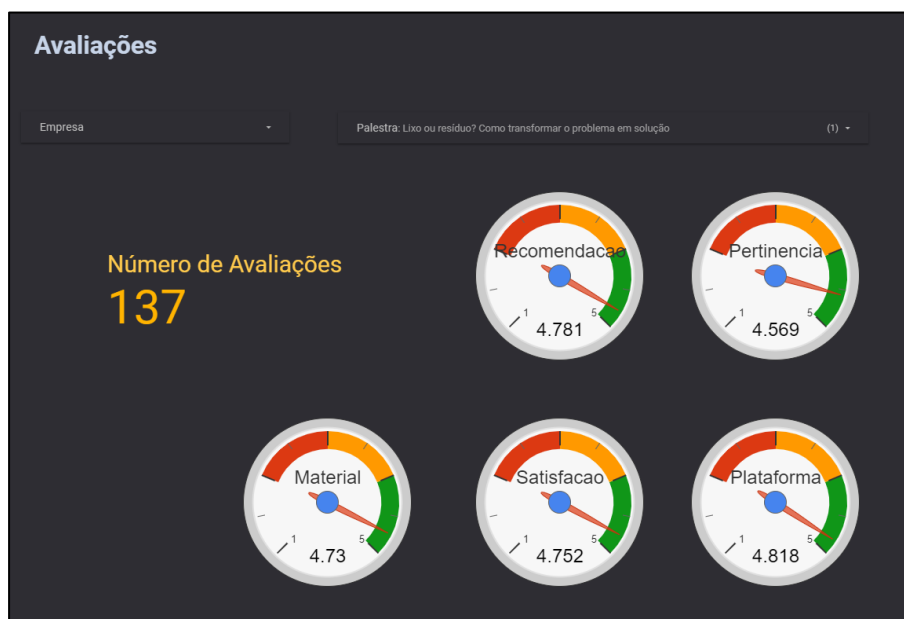 Avaliações
Empresa
Palestra: Lixo ou resíduo? Como transformar o problema em solução (1)
Número de Avaliações
137
Recomendacao
1 5
4.781
Pertinencia
1 5
4.569
Material
1 5
4.73
Satisfacao
1 5
4.752
Plataforma
1 5
4.818